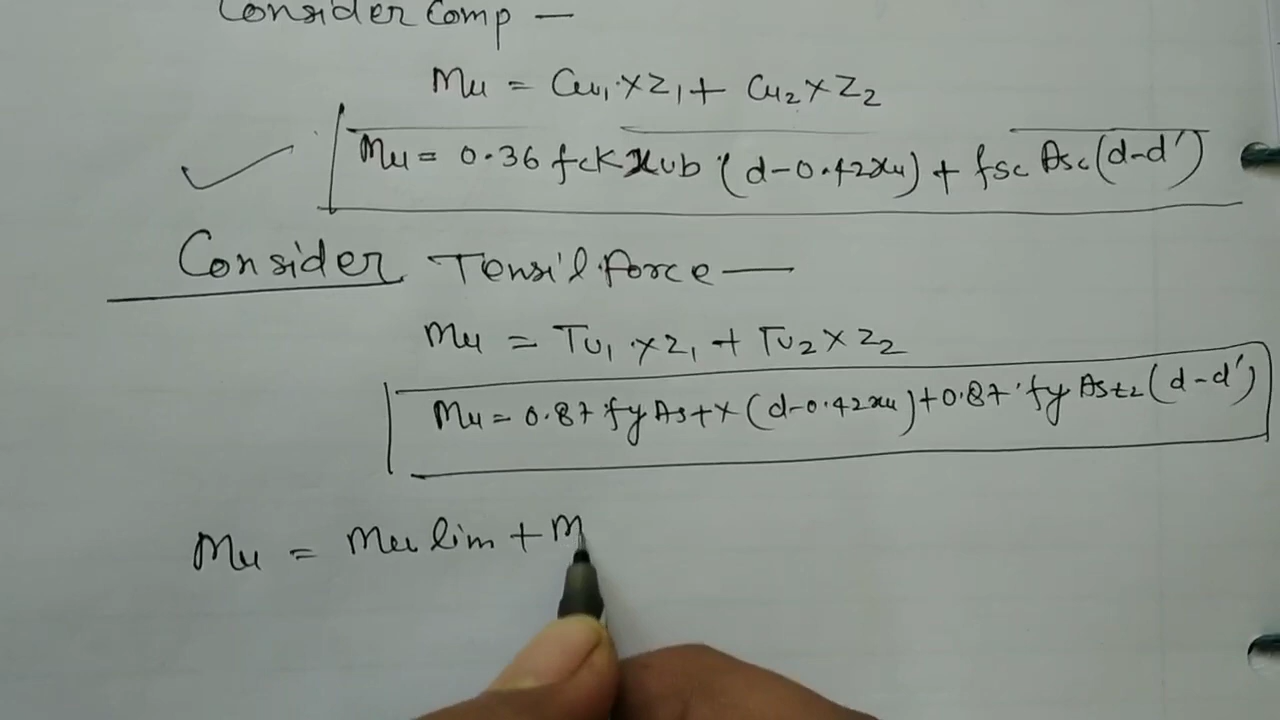 Consider Comp —
Mu = Cu₁ × z₁ + Cu₂ × Z₂
Mu = 0.36 fck xub (d-0.42xu) + fsc Asc (d-d')
Consider Tensil force —
Mu = Tu₁ × z₁ + Tu₂ × z₂
Mu = 0.87 fy Ast × (d-0.42xu) + 0.87 fy Ast₂ (d-d')
Mu = Mu lim + M